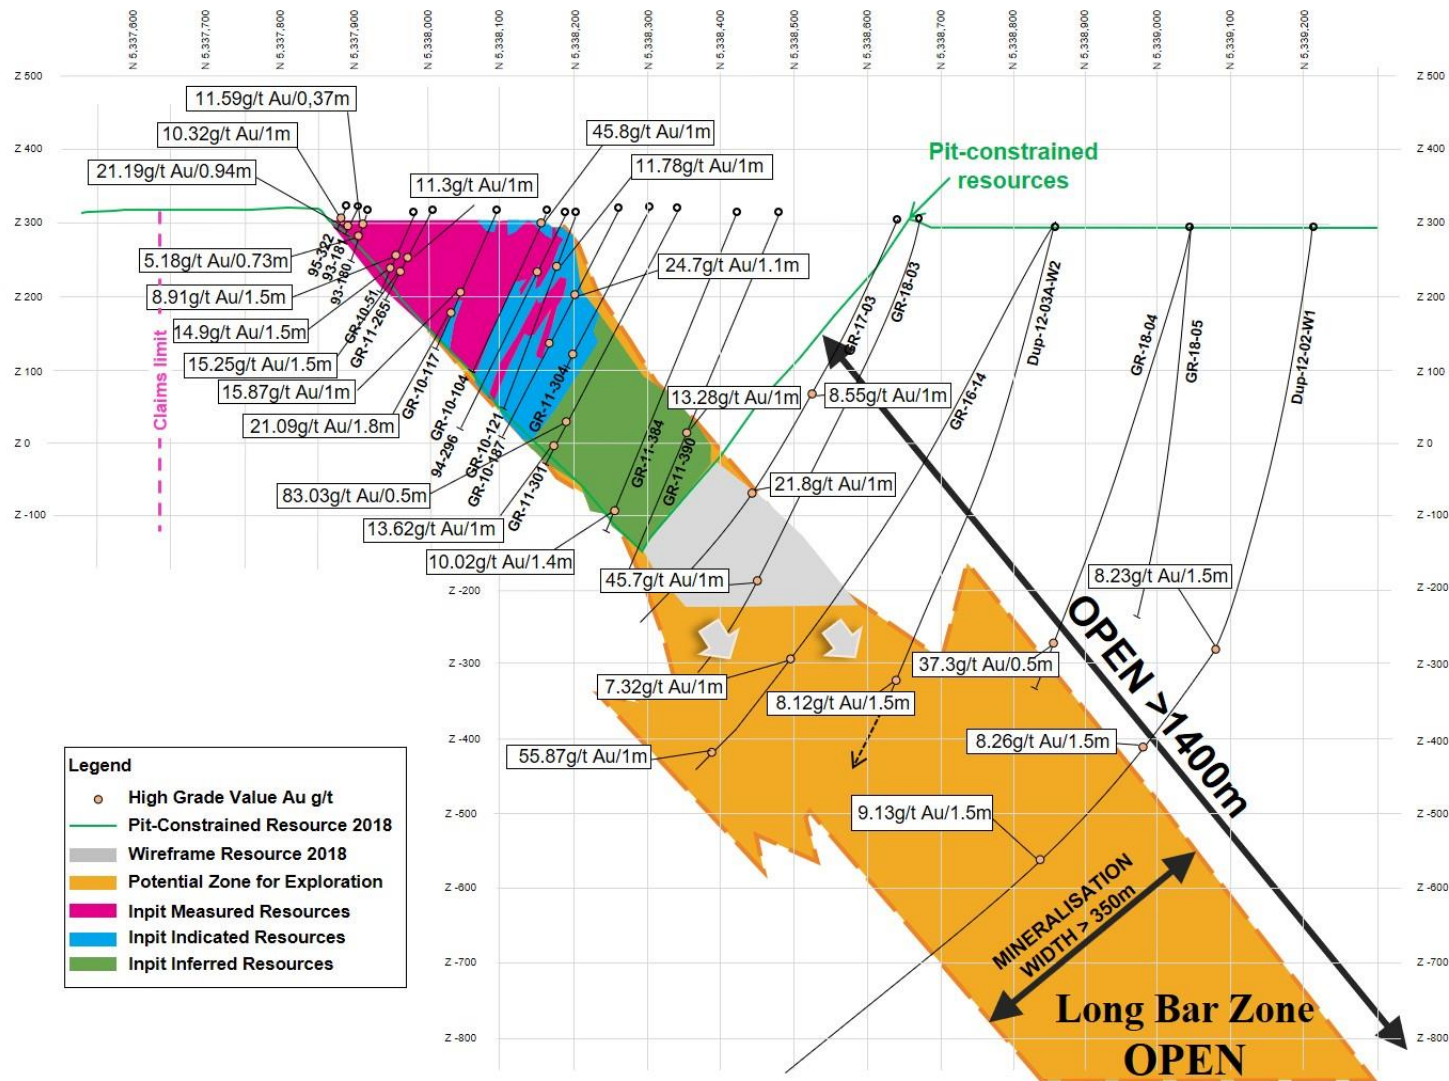 N 5,337,600
N 5,337,700
N 5,337,800
N 5,337,900
N 5,338,000
N 5,338,100
N 5,338,200
N 5,338,300
N 5,338,400
N 5,338,500
N 5,338,600
N 5,338,700
N 5,338,800
N 5,338,900
N 5,339,000
N 5,339,100
N 5,339,200
Z 500
Z 500
11.59g/t Au/0,37m
10.32g/t Au/1m
45.8g/t Au/1m
Z 400
Z 400
21.19g/t Au/0.94m
11.3g/t Au/1m
11.78g/t Au/1m
Pit-constrained
resources
Z 300
Z 300
5.18g/t Au/0.73m
95-322
93-181
93-180
24.7g/t Au/1.1m
8.91g/t Au/1.5m
Z 200
Z 200
14.9g/t Au/1.5m
GR-10-51
GR-11-265
GR-17-03
GR-18-03
Dup-12-03A-W2
GR-18-04
GR-18-05
Dup-12-02-W1
Claims limit
15.25g/t Au/1.5m
Z 100
Z 100
15.87g/t Au/1m
GR-10-117
GR-10-104
GR-11-304
13.28g/t Au/1m
8.55g/t Au/1m
GR-16-14
21.09g/t Au/1.8m
Z 0
Z 0
94-296
GR-10-121
GR-10-187
GR-11-301
GR-11-384
GR-11-390
83.03g/t Au/0.5m
21.8g/t Au/1m
Z -100
Z -100
13.62g/t Au/1m
10.02g/t Au/1.4m
45.7g/t Au/1m
8.23g/t Au/1.5m
Z -200
Z -200
OPEN >1400m
Z -300
Z -300
37.3g/t Au/0.5m
7.32g/t Au/1m
8.12g/t Au/1.5m
Z -400
Z -400
55.87g/t Au/1m
8.26g/t Au/1.5m
Legend
High Grade Value Au g/t
Pit-Constrained Resource 2018
Wireframe Resource 2018
Potential Zone for Exploration
Inpit Measured Resources
Inpit Indicated Resources
Inpit Inferred Resources
Z -500
Z -500
9.13g/t Au/1.5m
Z -600
Z -600
MINERALISATION
WIDTH > 350m
Z -700
Z -700
Long Bar Zone
OPEN
Z -800
Z -800